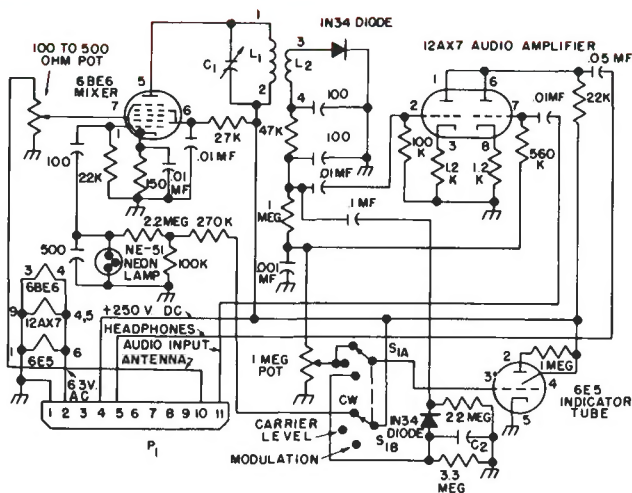 1N34 DIODE
12AX7 AUDIO AMPLIFIER
100 TO 500
OHM POT
6BE6
MIXER
1
3
5
C1
L1
L2
2
4
.05 MF
1
6
7
6
1
2
7
3
8
27K
.01MF
47K
100
100
.01MF
22K
.01MF
100
22K
150
.01
MF
100
K
1.2
K
1.2
K
560
K
1
MEG
.1 MF
.001
MF
2.2MEG
270K
500
NE-51
NEON
LAMP
100K
3
4
6BE6
9
12AX7
4,5
1
6E5
6
6.3V.
AC
+250 V DC
HEADPHONES
AUDIO INPUT
ANTENNA
1 MEG
POT
S1A
CW
CARRIER
LEVEL
MODULATION
S1B
1N34
DIODE
2.2 MEG
C2
3.3
MEG
2
3
4
5
1 MEG
6E5
INDICATOR
TUBE
1 2 3 4 5 6 7 8 9 10 11
P1